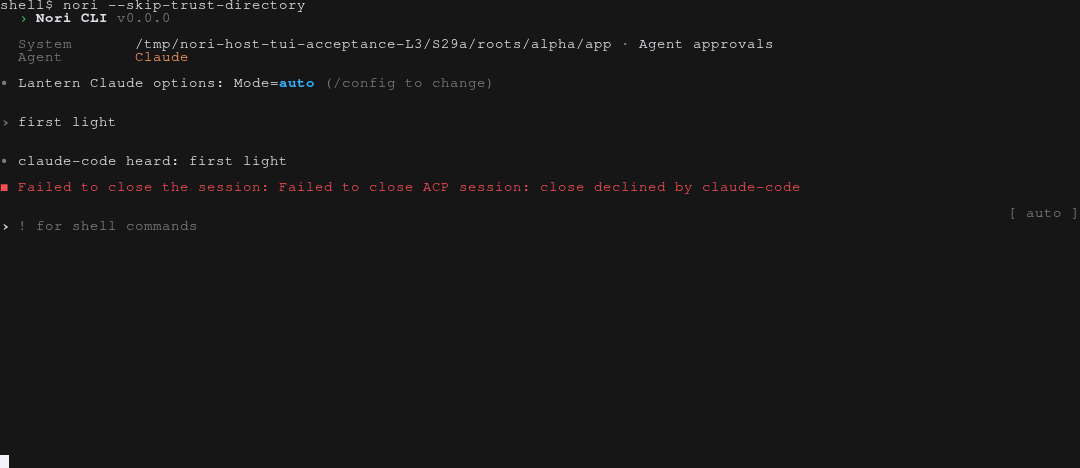 shell$ nori --skip-trust-directory
› Nori CLI v0.0.0
System /tmp/nori-host-tui-acceptance-L3/S29a/roots/alpha/app · Agent approvals
Agent Claude
• Lantern Claude options: Mode=auto (/config to change)
› first light
• claude-code heard: first light
■ Failed to close the session: Failed to close ACP session: close declined by claude-code
[ auto ]
› ! for shell commands